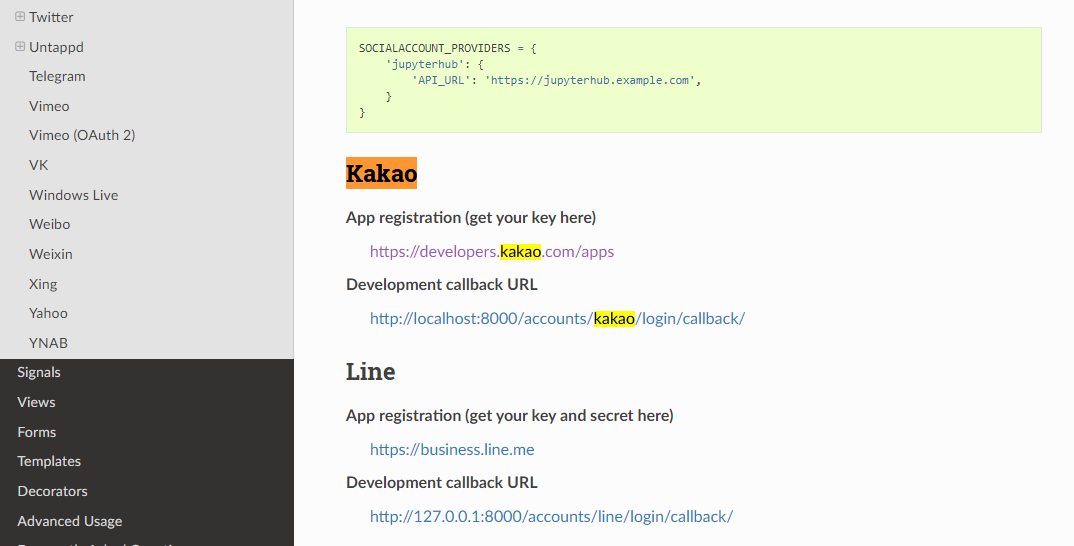 Twitter
Untappd
Telegram
Vimeo
Vimeo (OAuth 2)
VK
Windows Live
Weibo
Weixin
Xing
Yahoo
YNAB
Signals
Views
Forms
Templates
Decorators
Advanced Usage
SOCIALACCOUNT_PROVIDERS = {
    'jupyterhub': {
        'API_URL': 'https://jupyterhub.example.com',
    }
}
Kakao
App registration (get your key here)
https://developers.kakao.com/apps
Development callback URL
http://localhost:8000/accounts/kakao/login/callback/
Line
App registration (get your key and secret here)
https://business.line.me
Development callback URL
http://127.0.0.1:8000/accounts/line/login/callback/